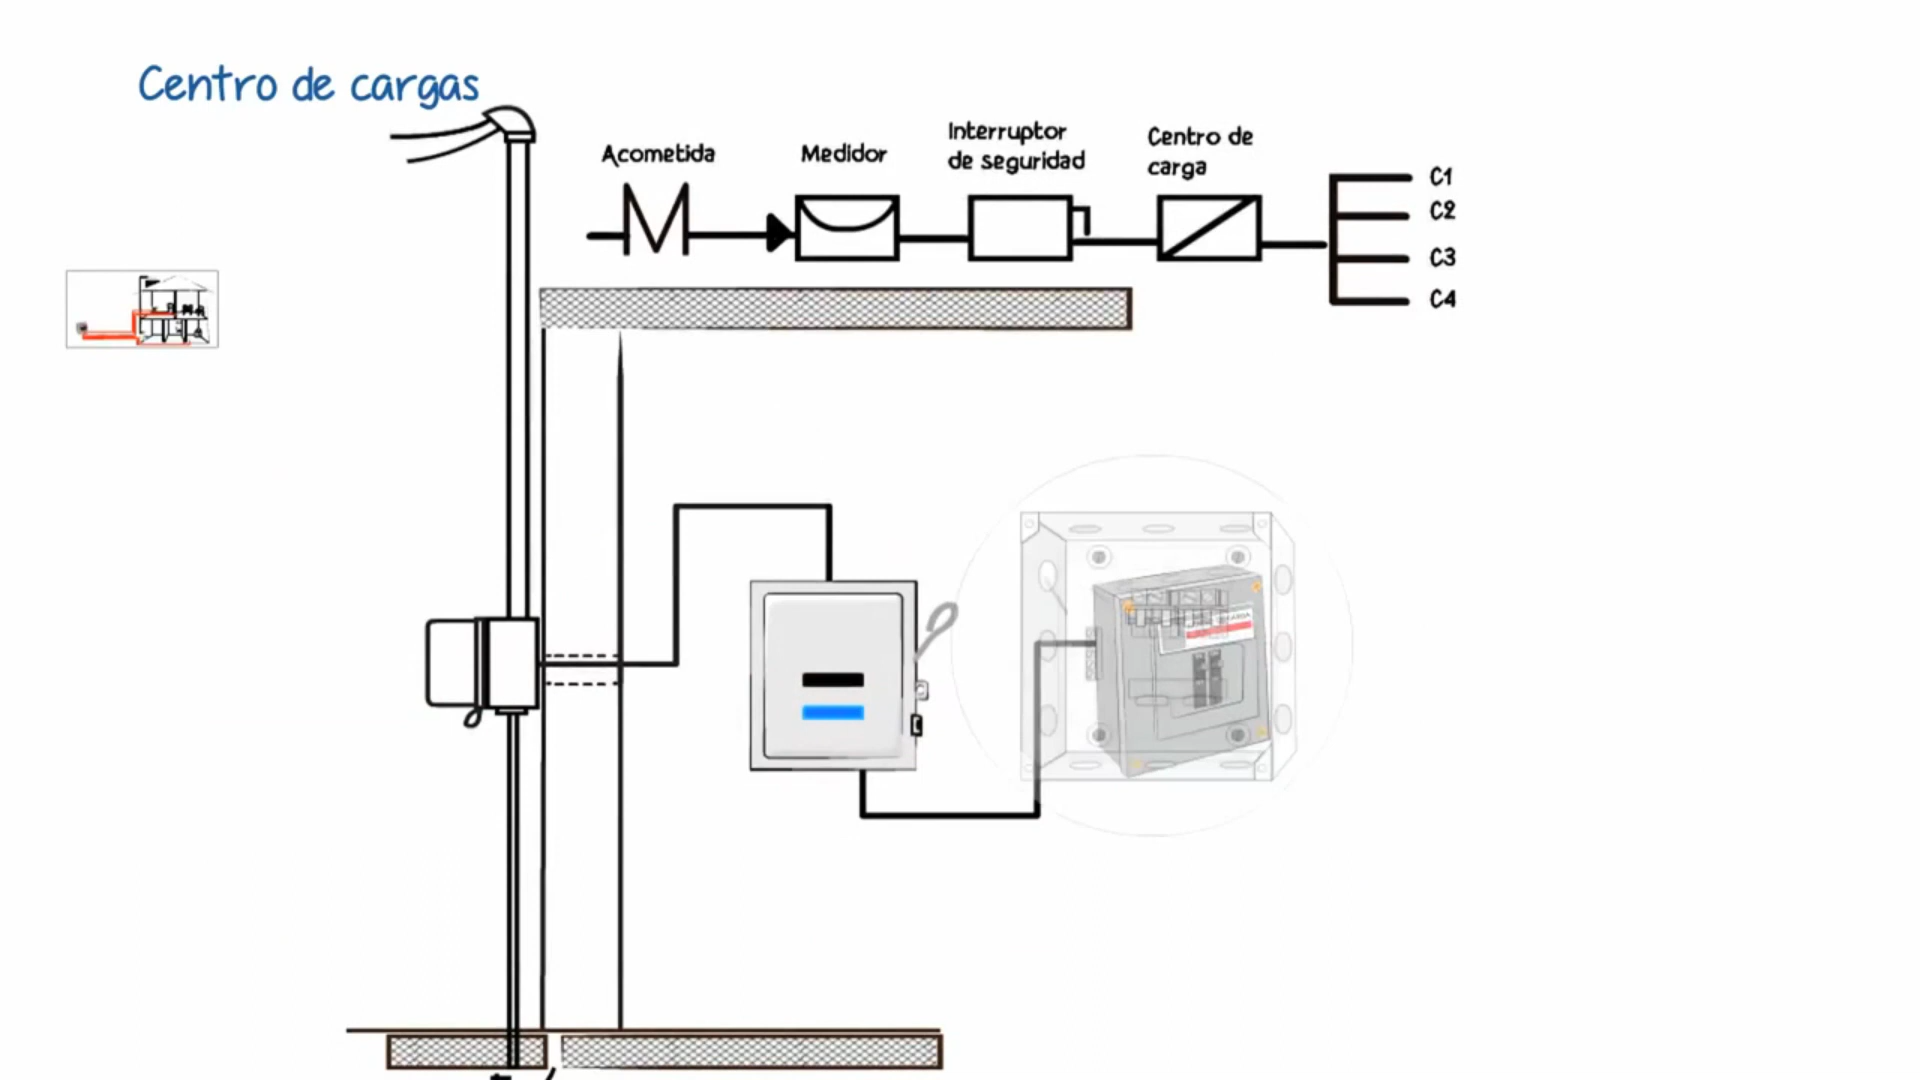 Centro de cargas
Acometida
Medidor
Interruptor
de seguridad
Centro de
carga
C1
C2
C3
C4